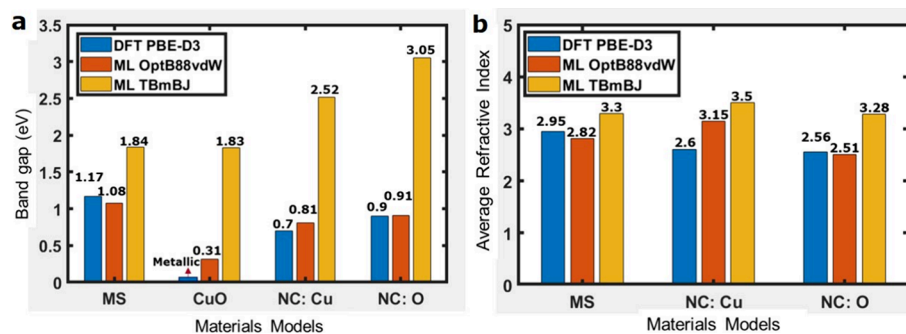 a
Band gap (eV)
3.5
3
2.5
2
1.5
1
0.5
0
DFT PBE-D3
ML OptB88vdW
ML TBmBJ
1.17
1.08
1.84
Metallic
0.31
1.83
0.7
0.81
2.52
0.9
0.91
3.05
MS
CuO
NC: Cu
NC: O
Materials Models
b
Average Refractive Index
5
4
3
2
1
0
DFT PBE-D3
ML OptB88vdW
ML TBmBJ
2.95
2.82
3.3
2.6
3.15
3.5
2.56
2.51
3.28
MS
NC: Cu
NC: O
Materials Models